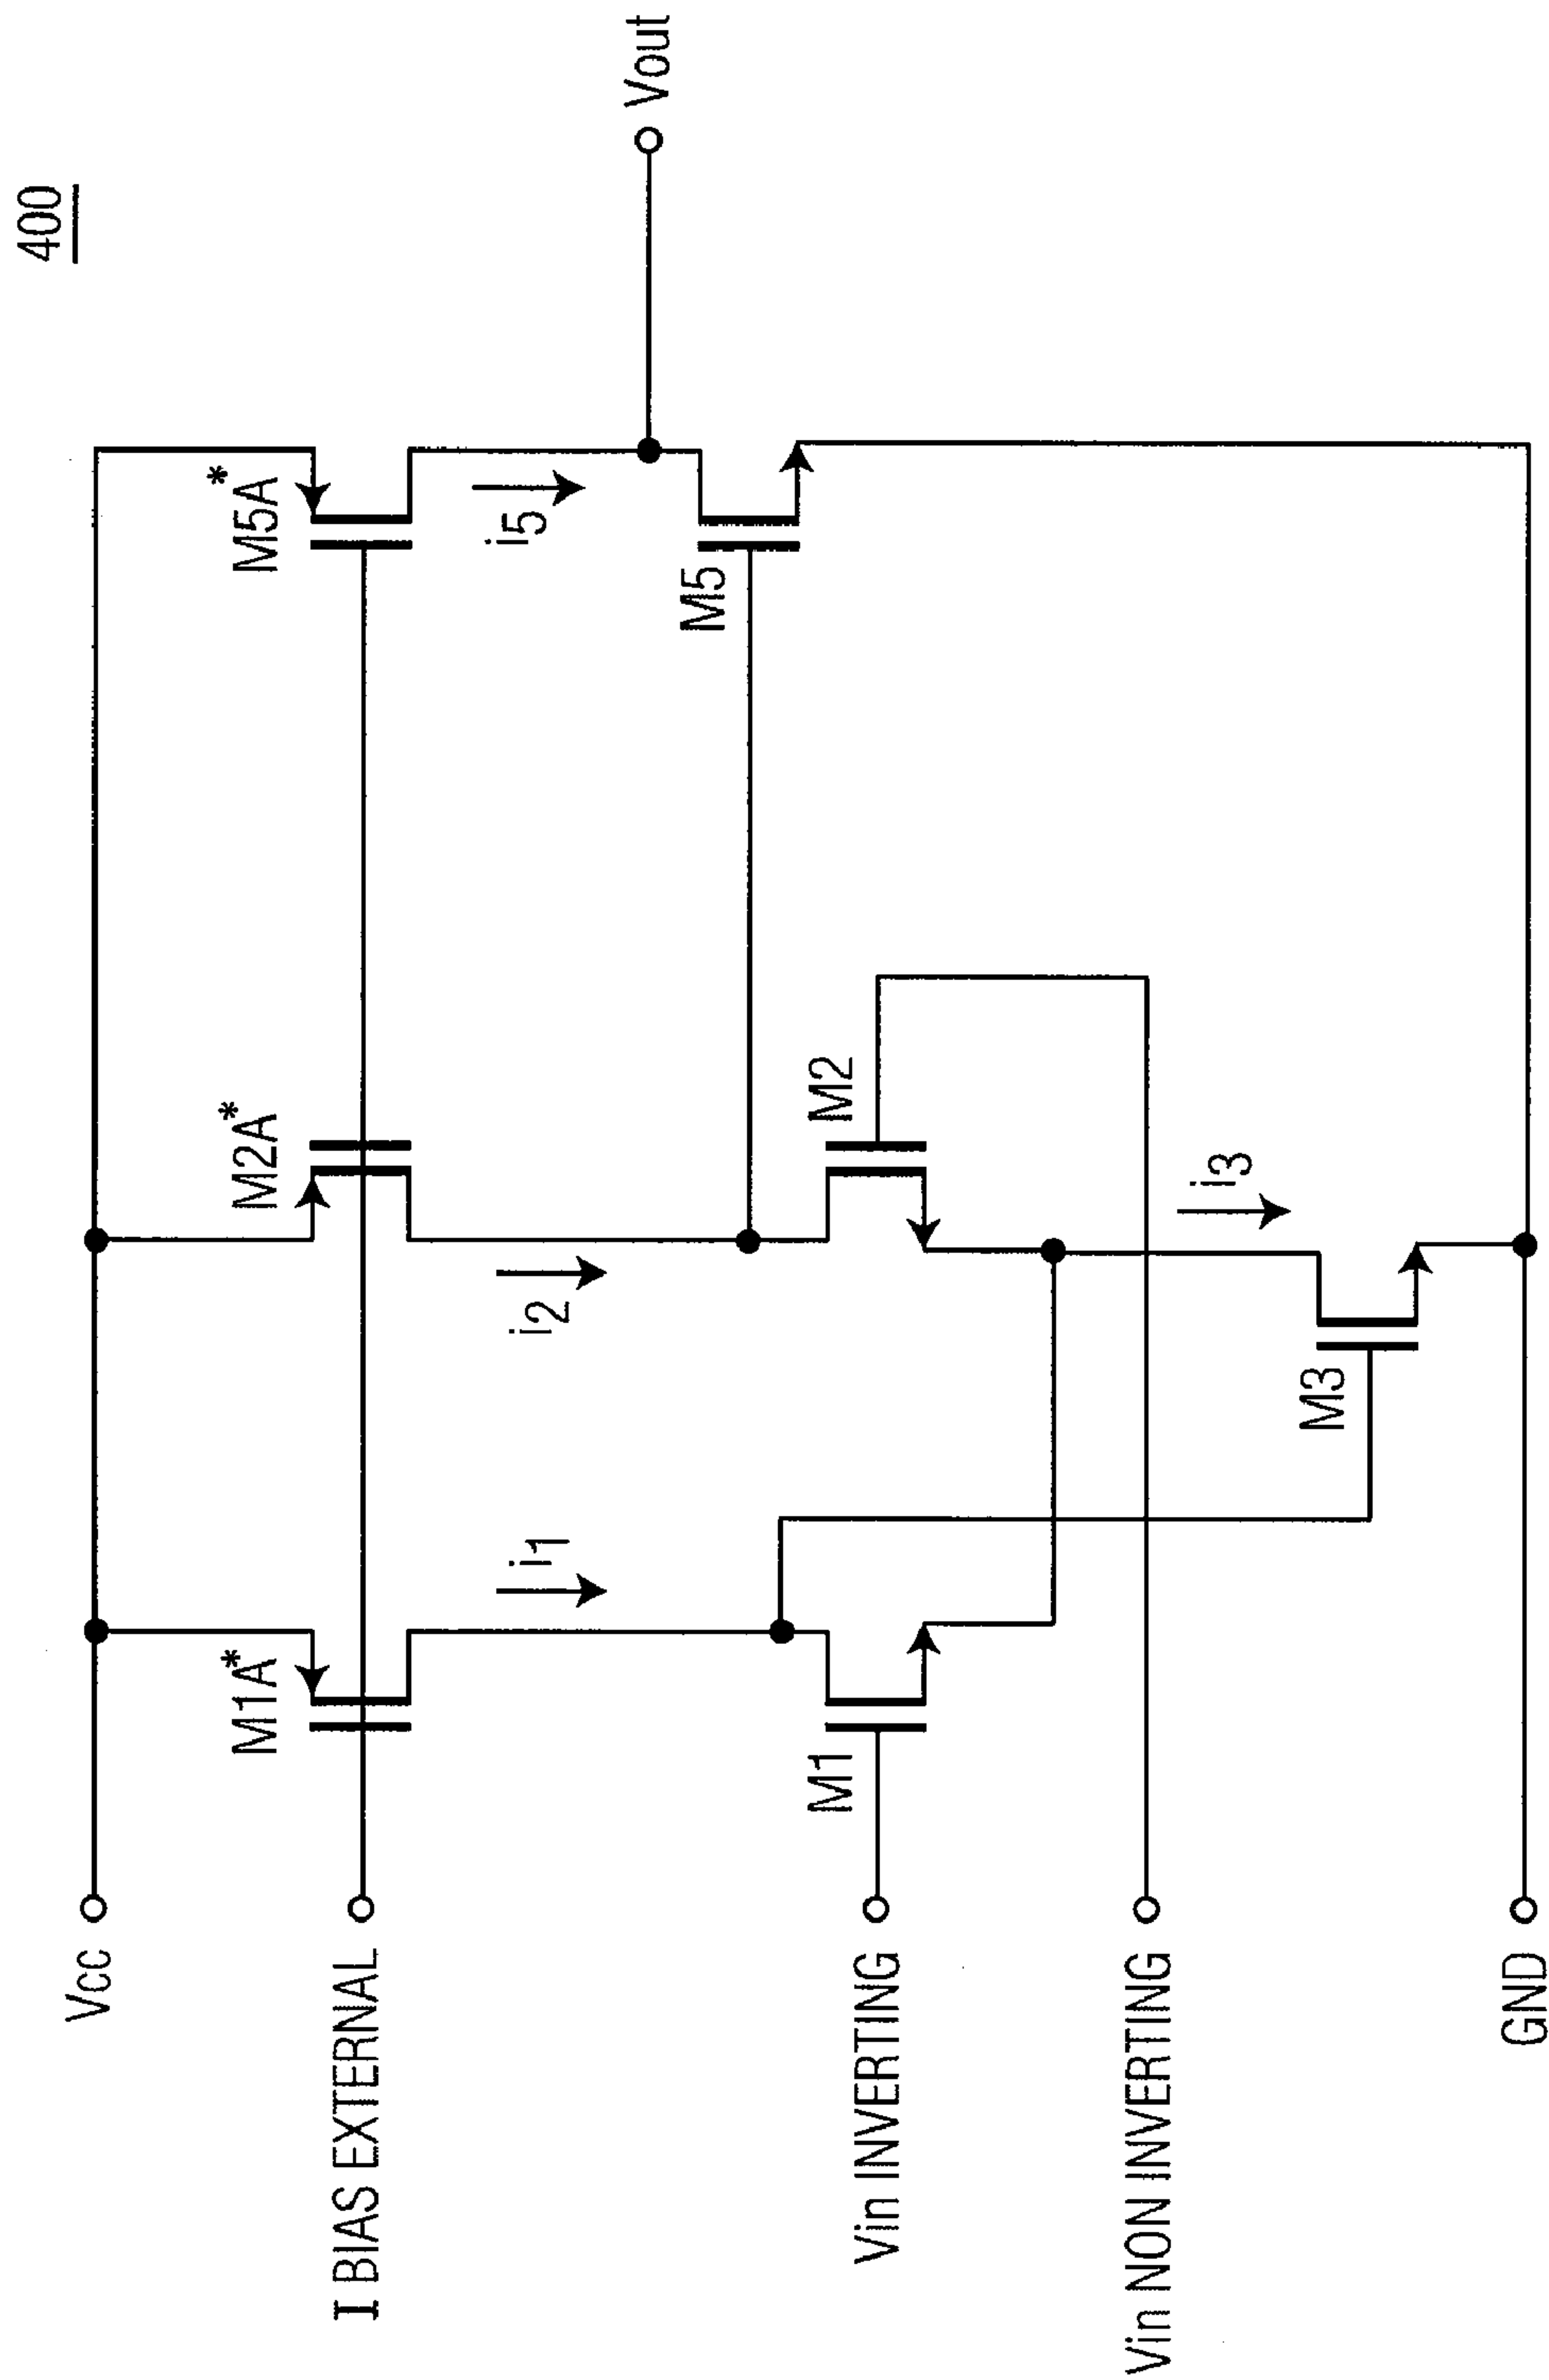 400
Vcc
I BIAS EXTERNAL
Vin INVERTING
Vin NON INVERTING
GND
M1A*
M2A*
M5A*
i1
i2
i5
M1
M2
M5
i3
M3
Vout